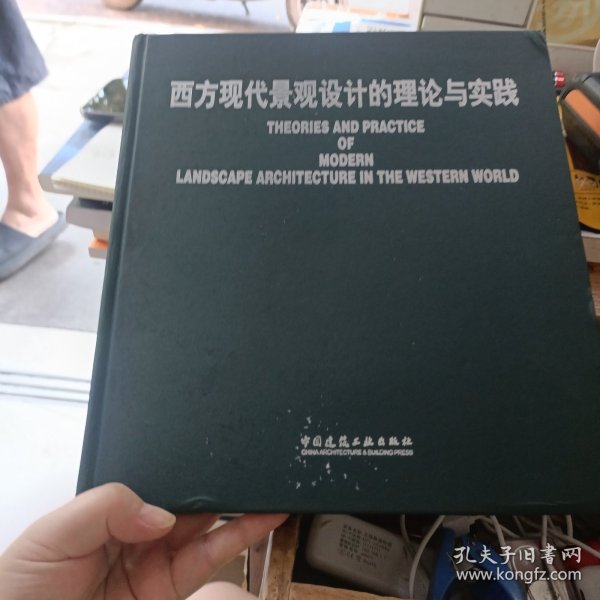 西方现代景观设计的理论与实践
THEORIES AND PRACTICE
OF
MODERN
LANDSCAPE ARCHITECTURE IN THE WESTERN WORLD
中国建筑工业出版社
CHINA ARCHITECTURE & BUILDING PRESS
孔夫子旧书网
www.kongfz.com